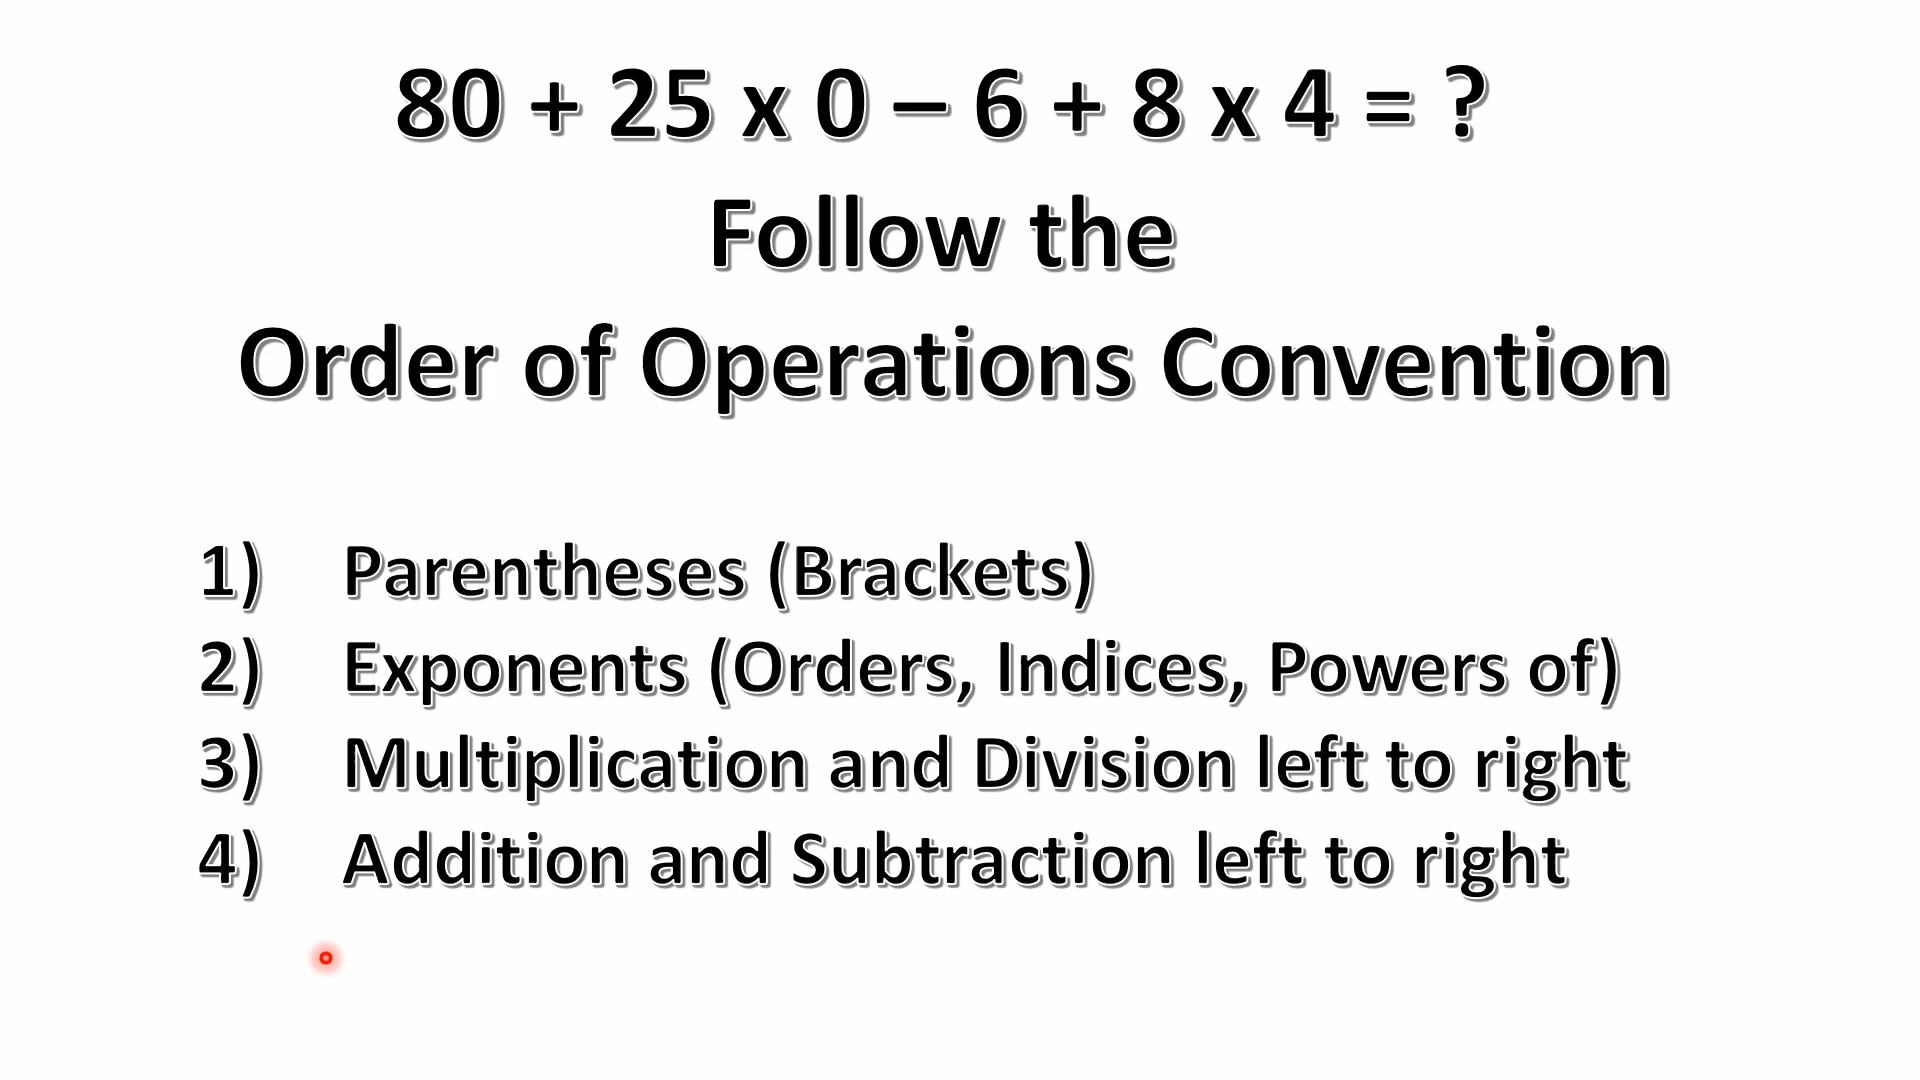 80 + 25 x 0 – 6 + 8 x 4 = ?
Follow the
Order of Operations Convention
1) Parentheses (Brackets)
2) Exponents (Orders, Indices, Powers of)
3) Multiplication and Division left to right
4) Addition and Subtraction left to right